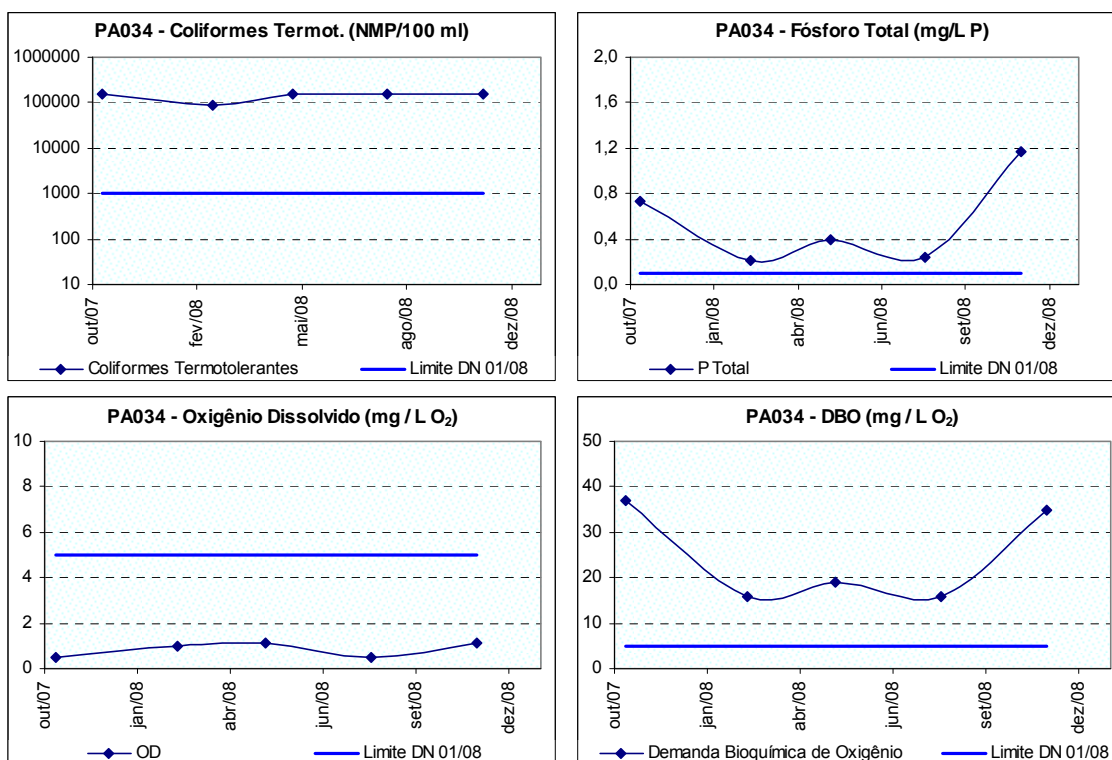 PA034 - Coliformes Termot. (NMP/100 ml)
1000000
100000
10000
1000
100
10
out/07
fev/08
mai/08
ago/08
dez/08
Coliformes Termotolerantes
Limite DN 01/08
PA034 - Fósforo Total (mg/L P)
2,0
1,6
1,2
0,8
0,4
0,0
out/07
jan/08
abr/08
jun/08
set/08
dez/08
P Total
Limite DN 01/08
PA034 - Oxigênio Dissolvido (mg / L O₂)
10
8
6
4
2
0
out/07
jan/08
abr/08
jun/08
set/08
dez/08
OD
Limite DN 01/08
PA034 - DBO (mg / L O₂)
50
40
30
20
10
0
out/07
jan/08
abr/08
jun/08
set/08
dez/08
Demanda Bioquímica de Oxigênio
Limite DN 01/08